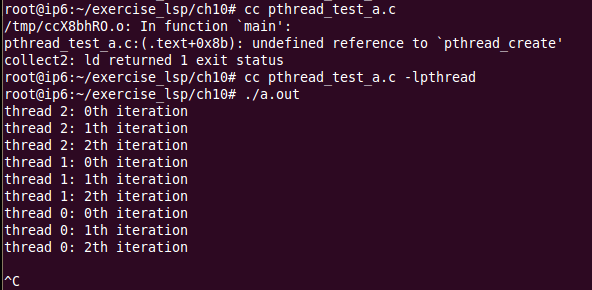 root@ip6:~/exercise_lsp/ch10# cc pthread_test_a.c
/tmp/ccX8bhRO.o: In function `main':
pthread_test_a.c:(.text+0x8b): undefined reference to `pthread_create'
collect2: ld returned 1 exit status
root@ip6:~/exercise_lsp/ch10# cc pthread_test_a.c -lpthread
root@ip6:~/exercise_lsp/ch10# ./a.out
thread 2: 0th iteration
thread 2: 1th iteration
thread 2: 2th iteration
thread 1: 0th iteration
thread 1: 1th iteration
thread 1: 2th iteration
thread 0: 0th iteration
thread 0: 1th iteration
thread 0: 2th iteration
^C